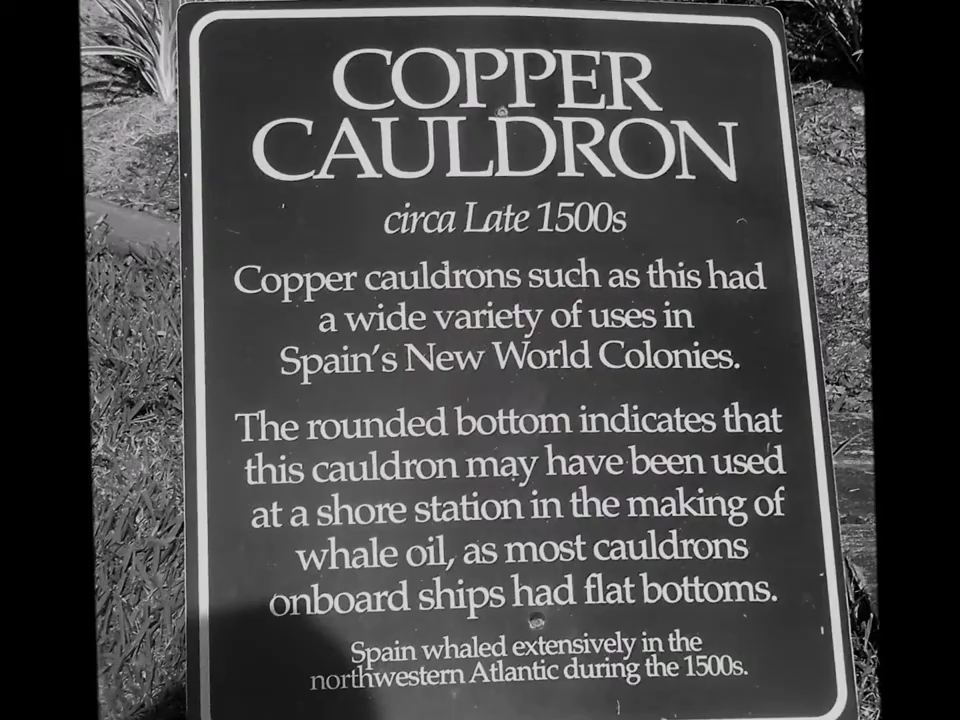 COPPER
CAULDRON
circa Late 1500s
Copper cauldrons such as this had
a wide variety of uses in
Spain's New World Colonies.
The rounded bottom indicates that
this cauldron may have been used
at a shore station in the making of
whale oil, as most cauldrons
onboard ships had flat bottoms.
Spain whaled extensively in the
northwestern Atlantic during the 1500s.